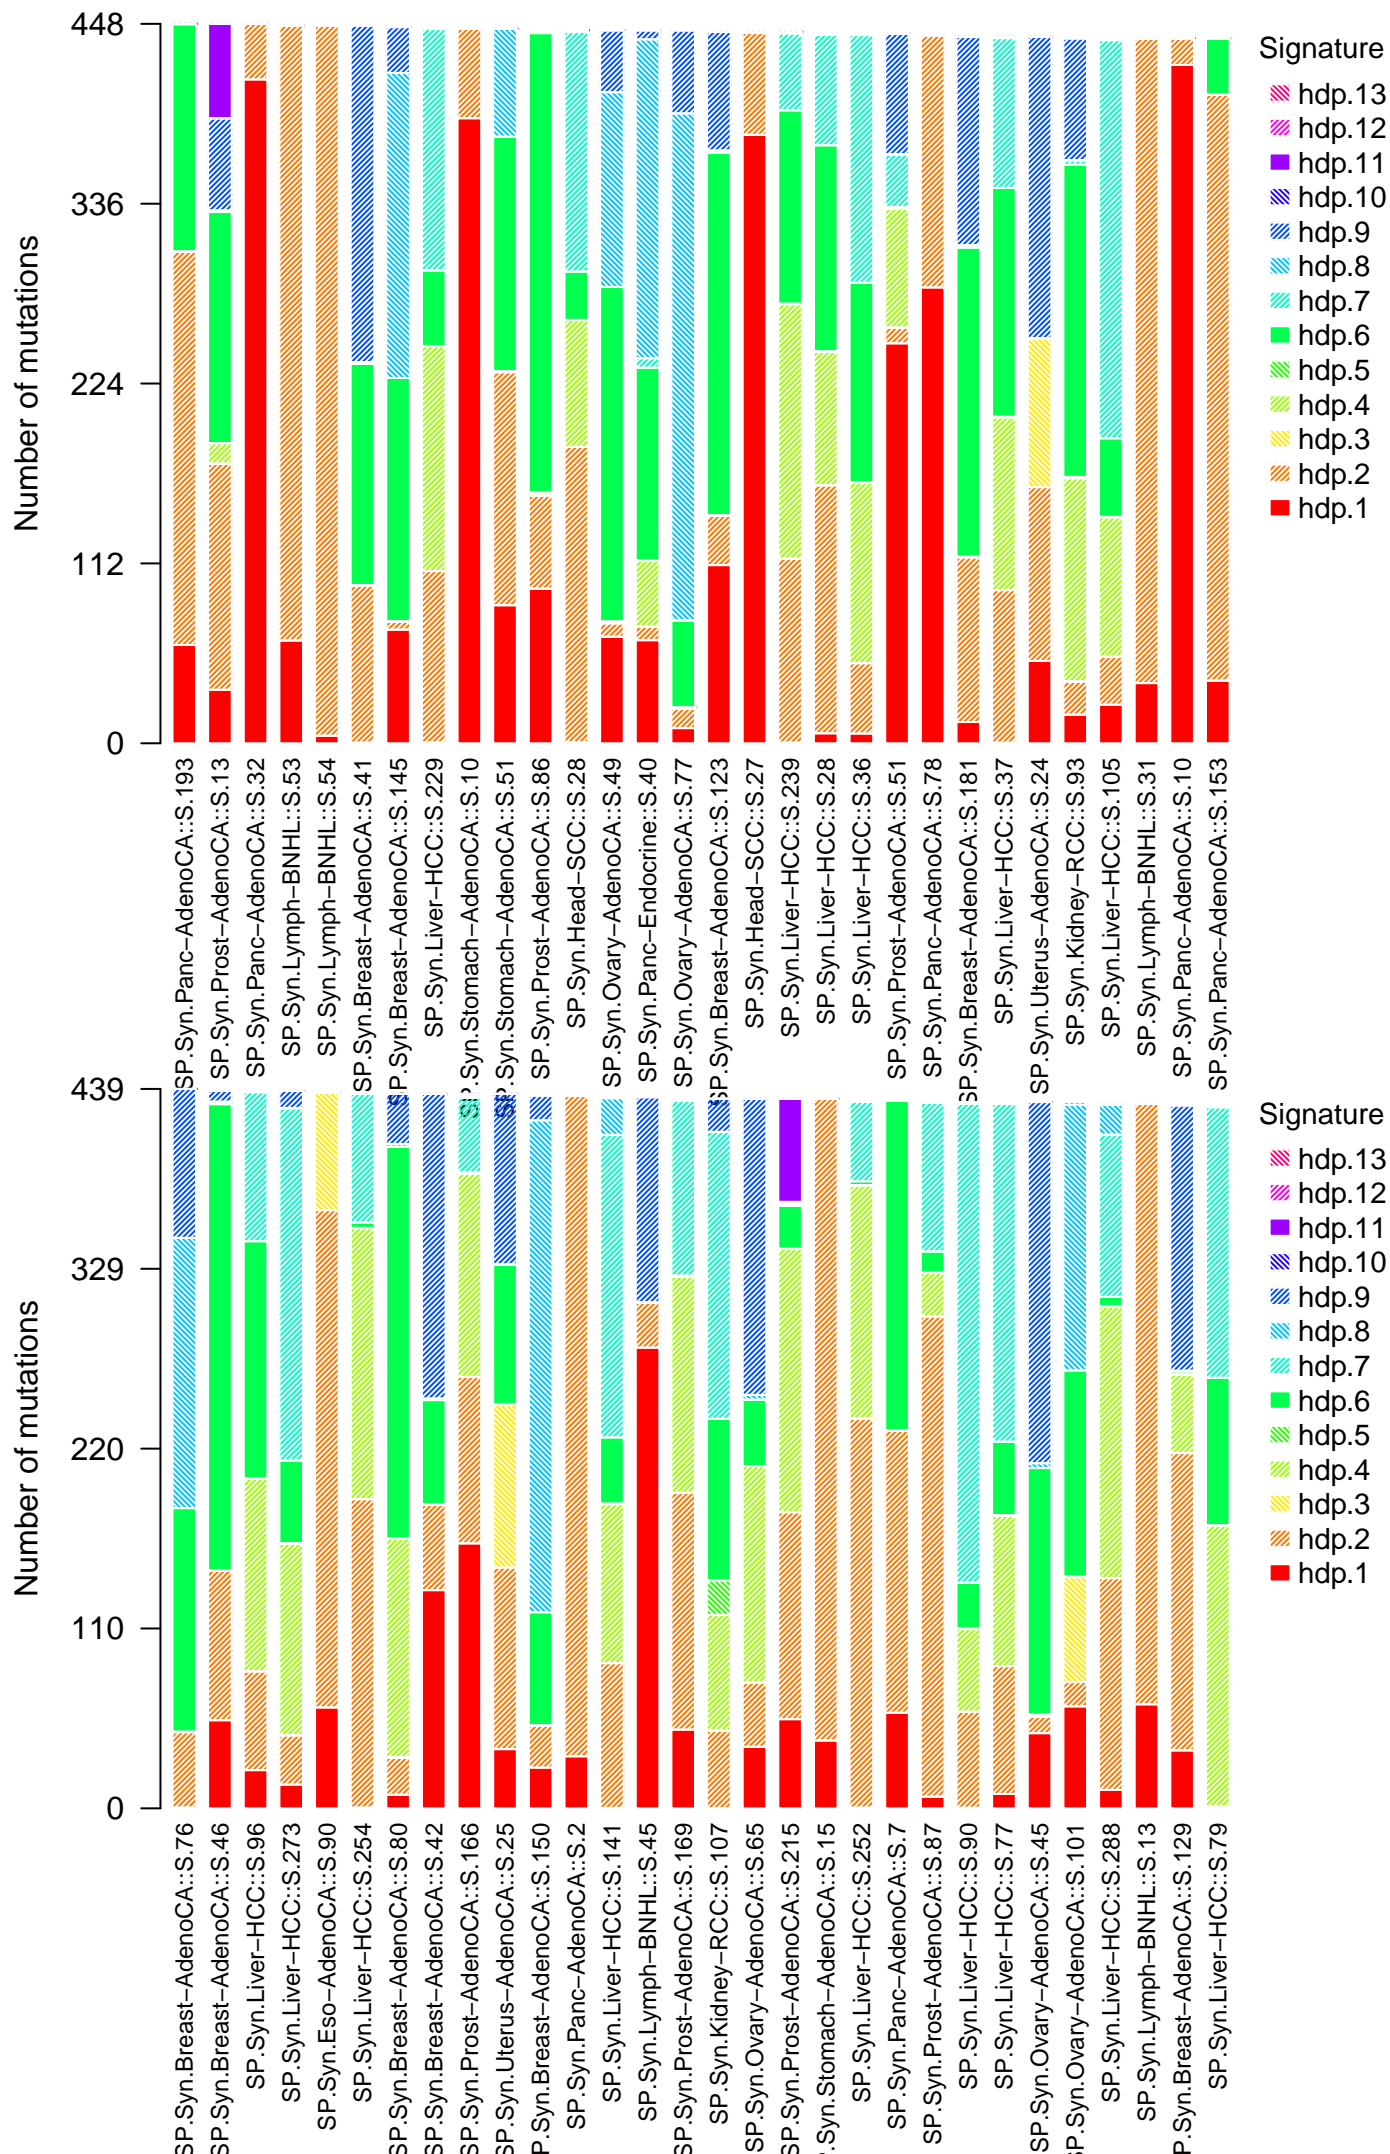 Number of mutations
448
336
224
112
0
Signature
hdp.13
hdp.12
hdp.11
hdp.10
hdp.9
hdp.8
hdp.7
hdp.6
hdp.5
hdp.4
hdp.3
hdp.2
hdp.1
SP.Syn.Panc−AdenoCA::S.193
SP.Syn.Prost−AdenoCA::S.13
SP.Syn.Panc−AdenoCA::S.32
SP.Syn.Lymph−BNHL::S.53
SP.Syn.Lymph−BNHL::S.54
SP.Syn.Breast−AdenoCA::S.41
SP.Syn.Breast−AdenoCA::S.145
SP.Syn.Liver−HCC::S.229
SP.Syn.Stomach−AdenoCA::S.10
SP.Syn.Stomach−AdenoCA::S.51
SP.Syn.Prost−AdenoCA::S.86
SP.Syn.Head−SCC::S.28
SP.Syn.Ovary−AdenoCA::S.49
SP.Syn.Panc−Endocrine::S.40
SP.Syn.Ovary−AdenoCA::S.77
SP.Syn.Breast−AdenoCA::S.123
SP.Syn.Head−SCC::S.27
SP.Syn.Liver−HCC::S.239
SP.Syn.Liver−HCC::S.28
SP.Syn.Liver−HCC::S.36
SP.Syn.Prost−AdenoCA::S.51
SP.Syn.Panc−AdenoCA::S.78
SP.Syn.Breast−AdenoCA::S.181
SP.Syn.Liver−HCC::S.37
SP.Syn.Uterus−AdenoCA::S.24
SP.Syn.Kidney−RCC::S.93
SP.Syn.Liver−HCC::S.105
SP.Syn.Lymph−BNHL::S.31
SP.Syn.Panc−AdenoCA::S.10
SP.Syn.Panc−AdenoCA::S.153
Number of mutations
439
329
220
110
0
Signature
hdp.13
hdp.12
hdp.11
hdp.10
hdp.9
hdp.8
hdp.7
hdp.6
hdp.5
hdp.4
hdp.3
hdp.2
hdp.1
SP.Syn.Breast−AdenoCA::S.76
SP.Syn.Breast−AdenoCA::S.46
SP.Syn.Liver−HCC::S.96
SP.Syn.Liver−HCC::S.273
SP.Syn.Eso−AdenoCA::S.90
SP.Syn.Liver−HCC::S.254
SP.Syn.Breast−AdenoCA::S.80
SP.Syn.Breast−AdenoCA::S.42
SP.Syn.Prost−AdenoCA::S.166
SP.Syn.Uterus−AdenoCA::S.25
P.Syn.Breast−AdenoCA::S.150
SP.Syn.Panc−AdenoCA::S.2
SP.Syn.Liver−HCC::S.141
SP.Syn.Lymph−BNHL::S.45
SP.Syn.Prost−AdenoCA::S.169
SP.Syn.Kidney−RCC::S.107
SP.Syn.Ovary−AdenoCA::S.65
SP.Syn.Prost−AdenoCA::S.215
P.Syn.Stomach−AdenoCA::S.15
SP.Syn.Liver−HCC::S.252
SP.Syn.Panc−AdenoCA::S.7
SP.Syn.Prost−AdenoCA::S.87
SP.Syn.Liver−HCC::S.90
SP.Syn.Liver−HCC::S.77
SP.Syn.Ovary−AdenoCA::S.45
SP.Syn.Ovary−AdenoCA::S.101
SP.Syn.Liver−HCC::S.288
SP.Syn.Lymph−BNHL::S.13
SP.Syn.Breast−AdenoCA::S.129
SP.Syn.Liver−HCC::S.79